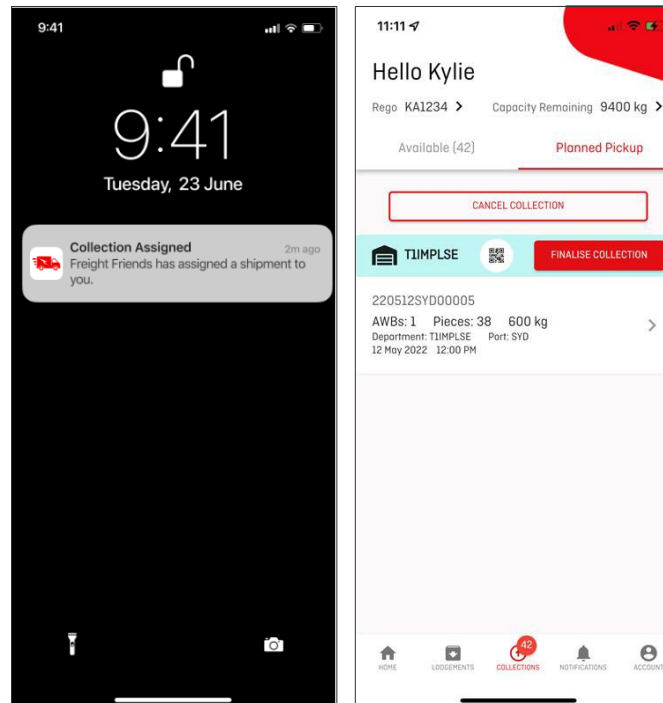 9:41
9:41
Tuesday, 23 June
Collection Assigned 2m ago
Freight Friends has assigned a shipment to
you.
11:11
Hello Kylie
Rego KA1234 > Capacity Remaining 9400 kg >
Available (42) Planned Pickup
CANCEL COLLECTION
T1IMPLSE FINALISE COLLECTION
220512SYD00005
AWBs: 1 Pieces: 38 600 kg
Department: T1IMPLSE Port: SYD
12 May 2022 12:00 PM
42
HOME LODGEMENTS COLLECTIONS NOTIFICATIONS ACCOUNT